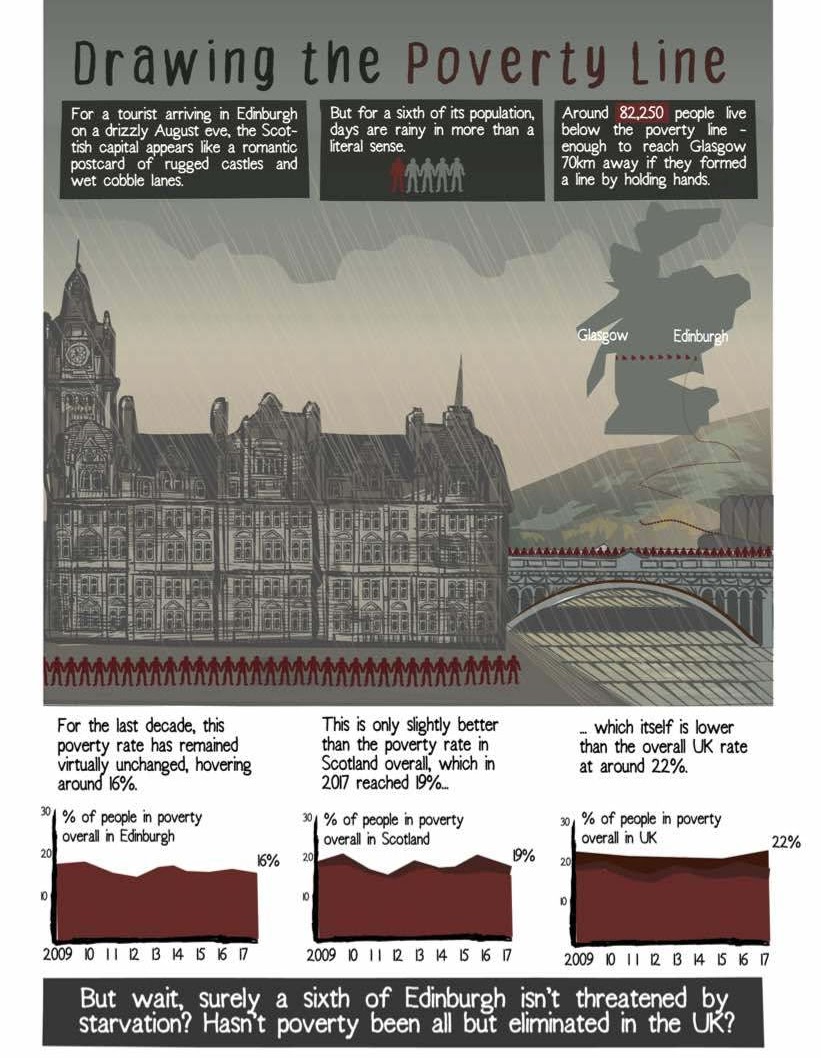 Drawing the Poverty Line
For a tourist arriving in Edinburgh
on a drizzly August eve, the Scot-
tish capital appears like a romantic
postcard of rugged castles and
wet cobble lanes.
But for a sixth of its population,
days are rainy in more than a
literal sense.
Around 82,250 people live
below the poverty line -
enough to reach Glasgow
70km away if they formed
a line by holding hands.
Glasgow
Edinburgh
For the last decade, this
poverty rate has remained
virtually unchanged, hovering
around 16%.
This is only slightly better
than the poverty rate in
Scotland overall, which in
2017 reached 19%...
... which itself is lower
than the overall UK rate
at around 22%.
30
% of people in poverty
overall in Edinburgh
20
16%
10
2009 10 11 12 13 14 15 16 17
30
% of people in poverty
overall in Scotland
20
19%
10
2009 10 11 12 13 14 15 16 17
30
% of people in poverty
overall in UK
22%
20
10
2009 10 11 12 13 14 15 16 17
But wait, surely a sixth of Edinburgh isn't threatened by
starvation? Hasn't poverty been all but eliminated in the UK?